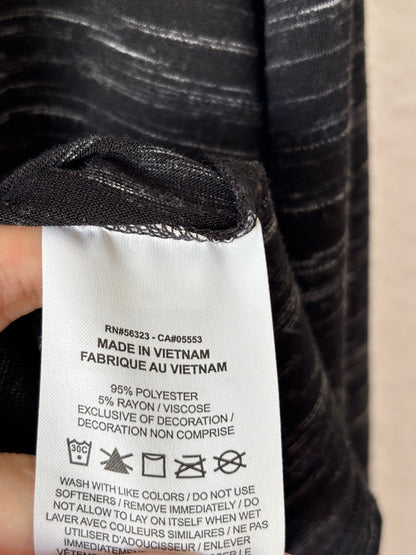 RN#56323 - CA#05553
MADE IN VIETNAM
FABRIQUE AU VIETNAM
95% POLYESTER
5% RAYON / VISCOSE
EXCLUSIVE OF DECORATION /
DECORATION NON COMPRISE
30C
WASH WITH LIKE COLORS / DO NOT USE
SOFTENERS / REMOVE IMMEDIATELY / DO
NOT ALLOW TO LAY ON ITSELF WHEN WET
LAVER AVEC COULEURS SIMILAIRES / NE PAS
UTILISER D'ADOUCISSEUR / ENLEVER